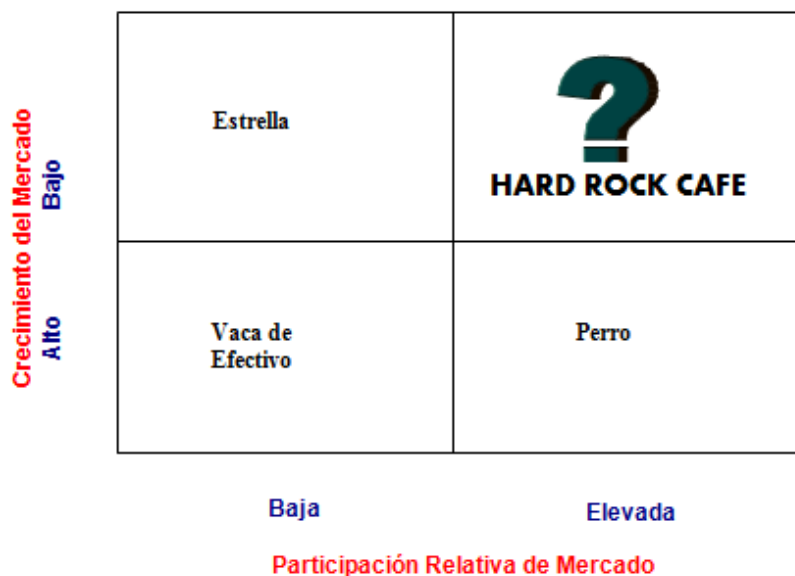 Estrella
?
HARD ROCK CAFE
Crecimiento del Mercado
Bajo
Alto
Vaca de
Efectivo
Perro
Baja
Elevada
Participación Relativa de Mercado